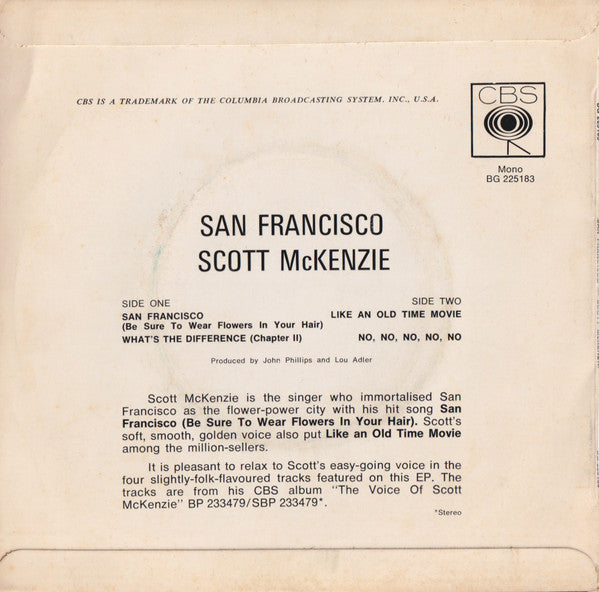 CBS IS A TRADEMARK OF THE COLUMBIA BROADCASTING SYSTEM. INC., U.S.A.
CBS
Mono
BG 225183
SAN FRANCISCO
SCOTT McKENZIE
SIDE ONE
SAN FRANCISCO
(Be Sure To Wear Flowers In Your Hair)
WHAT'S THE DIFFERENCE (Chapter II)
SIDE TWO
LIKE AN OLD TIME MOVIE
NO, NO, NO, NO, NO
Produced by John Phillips and Lou Adler
Scott McKenzie is the singer who immortalised San
Francisco as the flower-power city with his hit song San
Francisco (Be Sure To Wear Flowers In Your Hair). Scott's
soft, smooth, golden voice also put Like an Old Time Movie
among the million-sellers.
It is pleasant to relax to Scott's easy-going voice in the
four slightly-folk-flavoured tracks featured on this EP. The
tracks are from his CBS album "The Voice Of Scott
McKenzie" BP 233479/SBP 233479*.
*Stereo